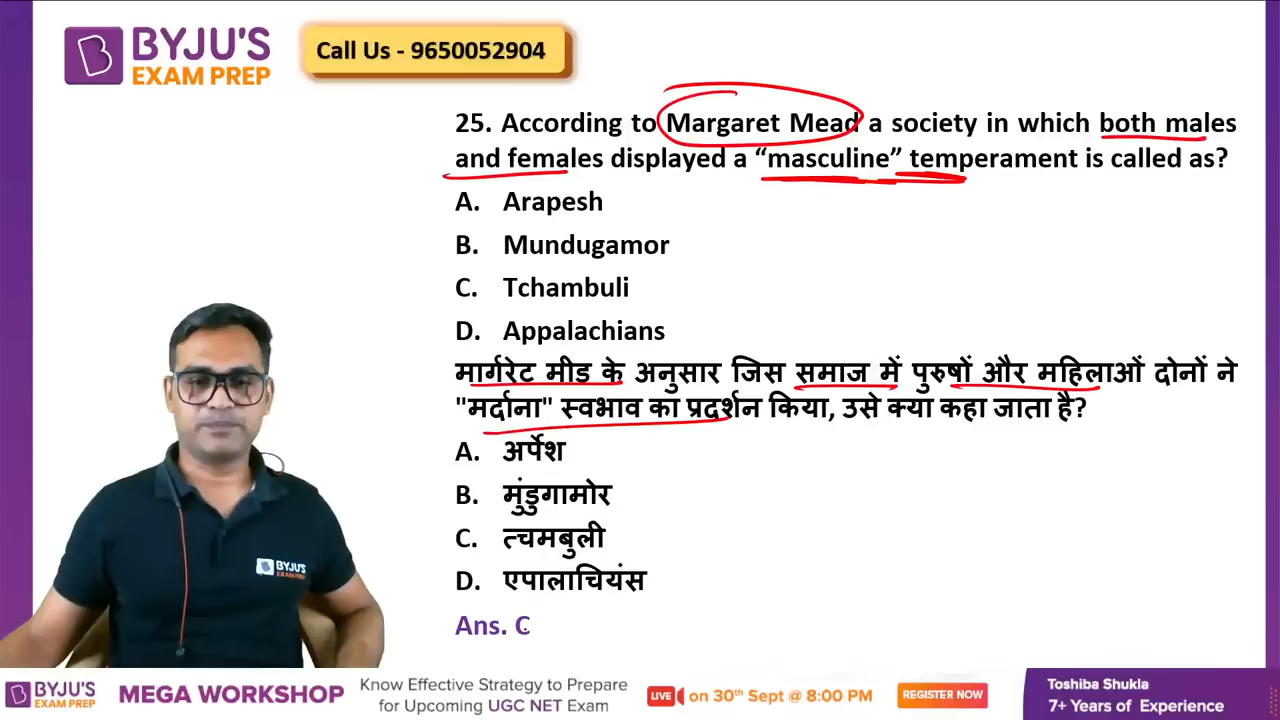 BYJU'S
EXAM PREP
Call Us - 9650052904
25. According to Margaret Mead a society in which both males
and females displayed a “masculine” temperament is called as?
A. Arapesh
B. Mundugamor
C. Tchambuli
D. Appalachians
मार्गरेट मीड के अनुसार जिस समाज में पुरुषों और महिलाओं दोनों ने
"मर्दाना" स्वभाव का प्रदर्शन किया, उसे क्या कहा जाता है?
A. अर्पेश
B. मुंडुगामोर
C. त्चमबुली
D. एपालाचियंस
Ans. C
BYJU'S
EXAM PREP
BYJU'S
EXAM PREP
MEGA WORKSHOP
Know Effective Strategy to Prepare
for Upcoming UGC NET Exam
LIVE on 30th Sept @ 8:00 PM
REGISTER NOW
Toshiba Shukla
7+ Years of Experience